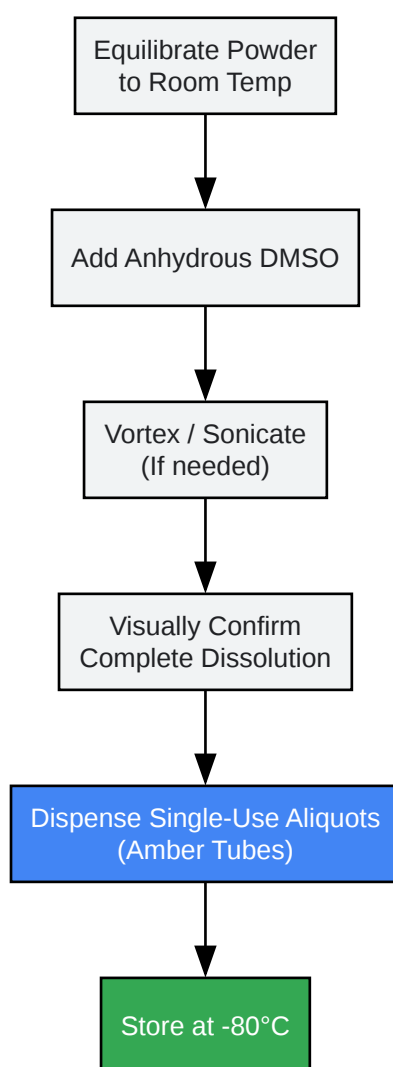 Equilibrate Powder
to Room Temp
Add Anhydrous DMSO
Vortex / Sonicate
(If needed)
Visually Confirm
Complete Dissolution
Dispense Single-Use Aliquots
(Amber Tubes)
Store at -80°C